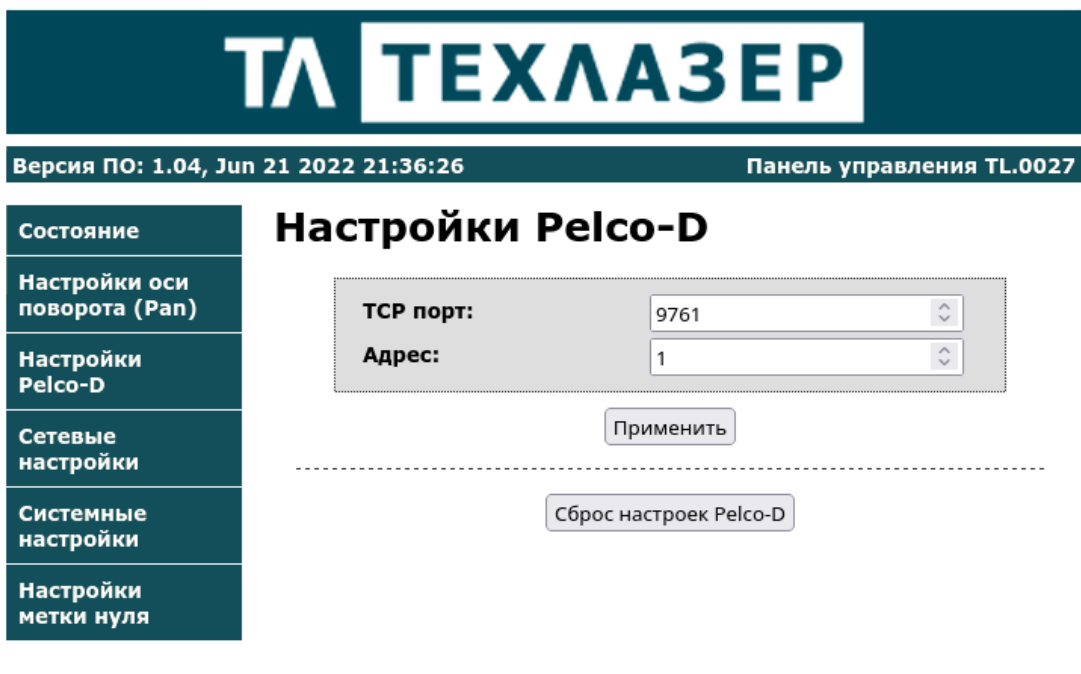 ТЛ ТЕХЛАЗЕР
Версия ПО: 1.04, Jun 21 2022 21:36:26
Панель управления TL.0027
Состояние
Настройки оси
поворота (Pan)
Настройки
Pelco-D
Сетевые
настройки
Системные
настройки
Настройки
метки нуля
Настройки Pelco-D
TCP порт:
9761
Адрес:
1
Применить
Сброс настроек Pelco-D